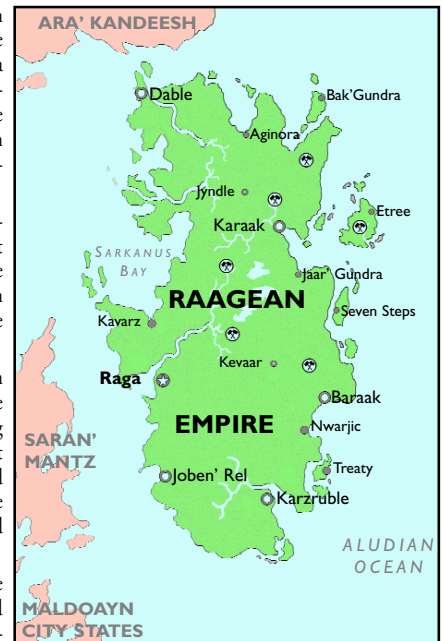 ARA' KANDEESH
Dable
Bak'Gundra
Aginora
Jyndle
Etree
Karaak
SARKANUS
BAY
Jaar' Gundra
RAAGEAN
Seven Steps
Kavarz
Kevaar
Raga
Baraak
EMPIRE
Nwarjic
SARAN'
MANTZ
Treaty
Joben' Rel
Karzruble
ALUDIAN
OCEAN
MALDOAYN
CITY STATES